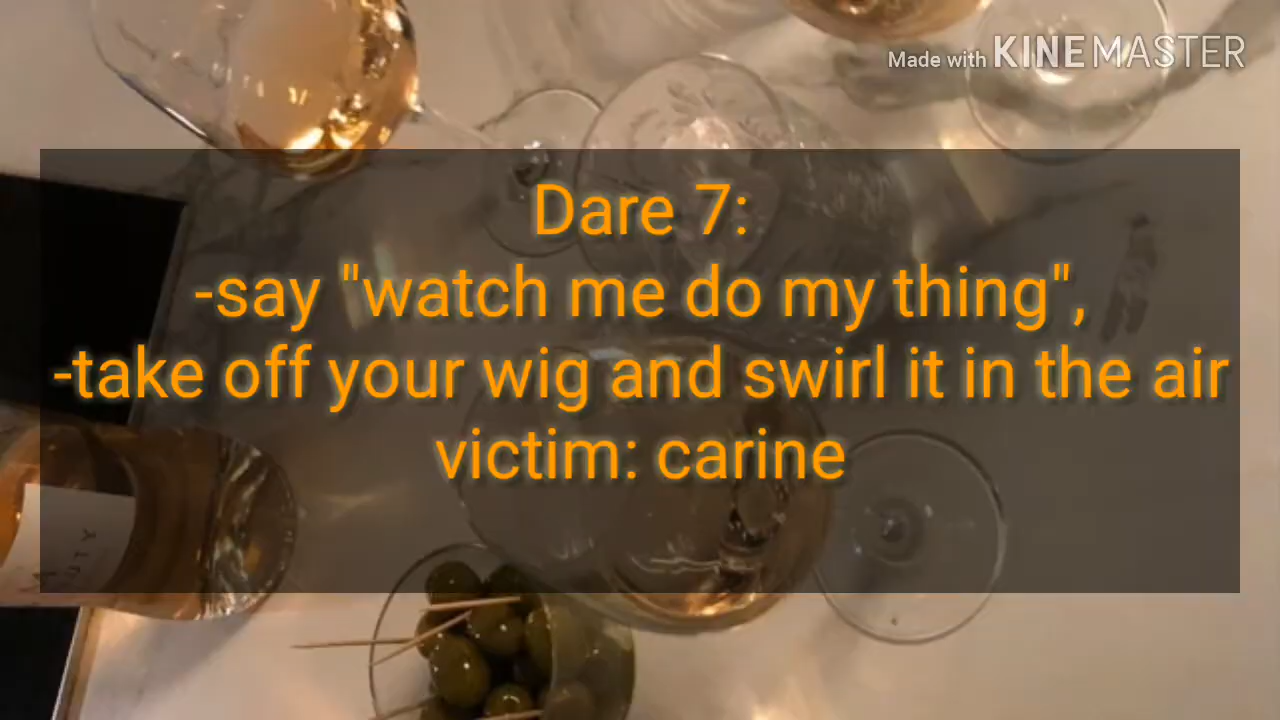 Made with KINEMASTER
Dare 7:
-say "watch me do my thing",
-take off your wig and swirl it in the air
victim: carine